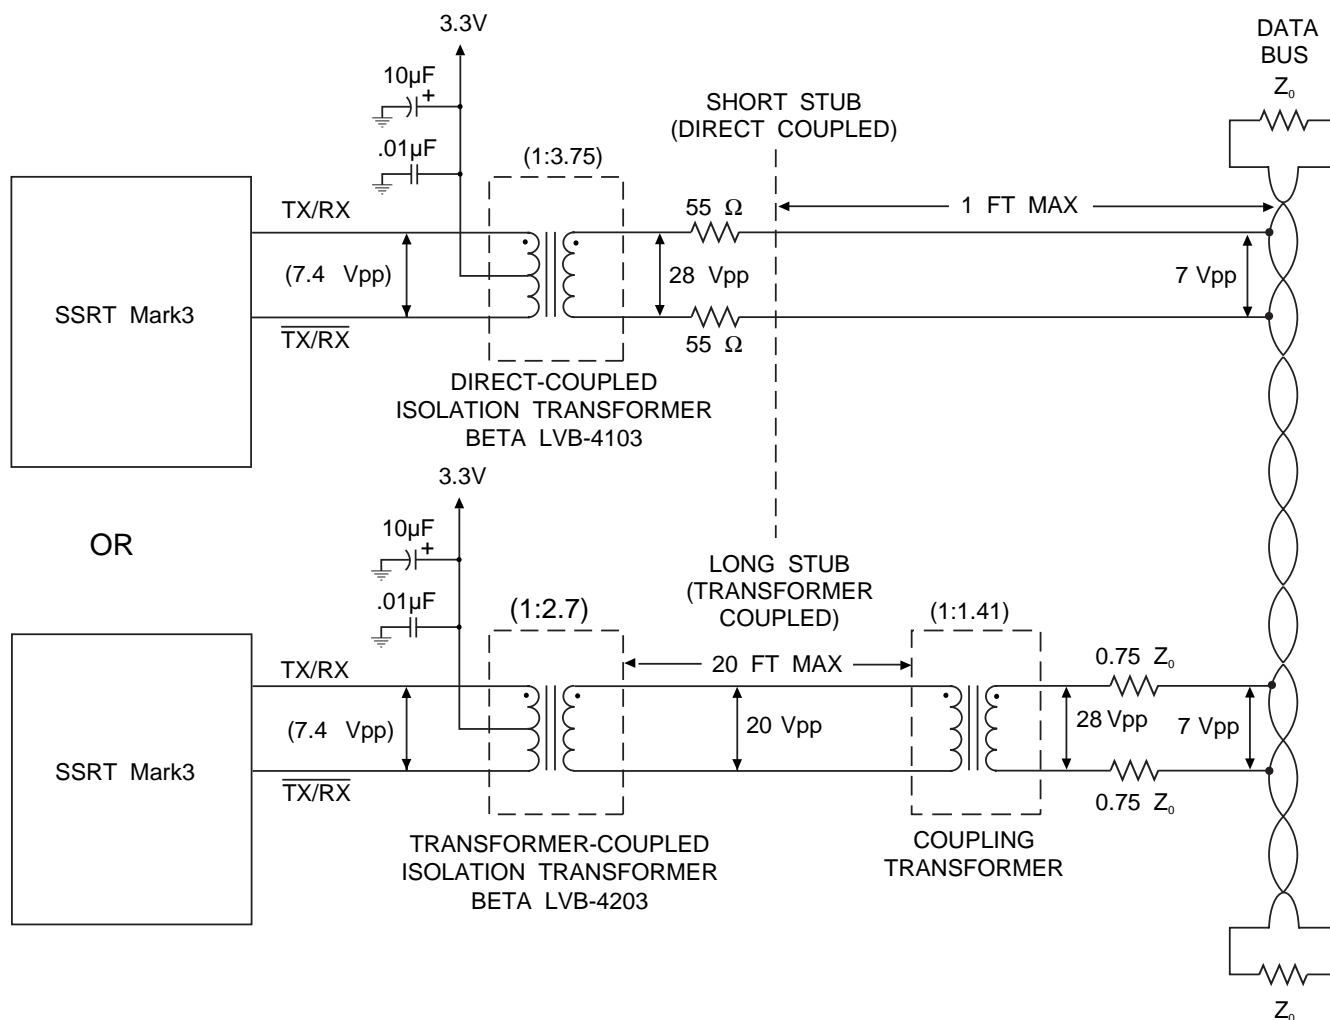 3.3V
DATA
BUS
Z₀
10µF
+
SHORT STUB
(DIRECT COUPLED)
.01µF
(1:3.75)
TX/RX
55 Ω
1 FT MAX
(7.4 Vpp)
28 Vpp
7 Vpp
SSRT Mark3
TX/RX
55 Ω
DIRECT-COUPLED
ISOLATION TRANSFORMER
BETA LVB-4103
3.3V
10µF
+
OR
LONG STUB
(TRANSFORMER
COUPLED)
.01µF
(1:2.7)
(1:1.41)
TX/RX
20 FT MAX
0.75 Z₀
(7.4 Vpp)
20 Vpp
28 Vpp
7 Vpp
SSRT Mark3
TX/RX
0.75 Z₀
TRANSFORMER-COUPLED
ISOLATION TRANSFORMER
BETA LVB-4203
COUPLING
TRANSFORMER
Z₀